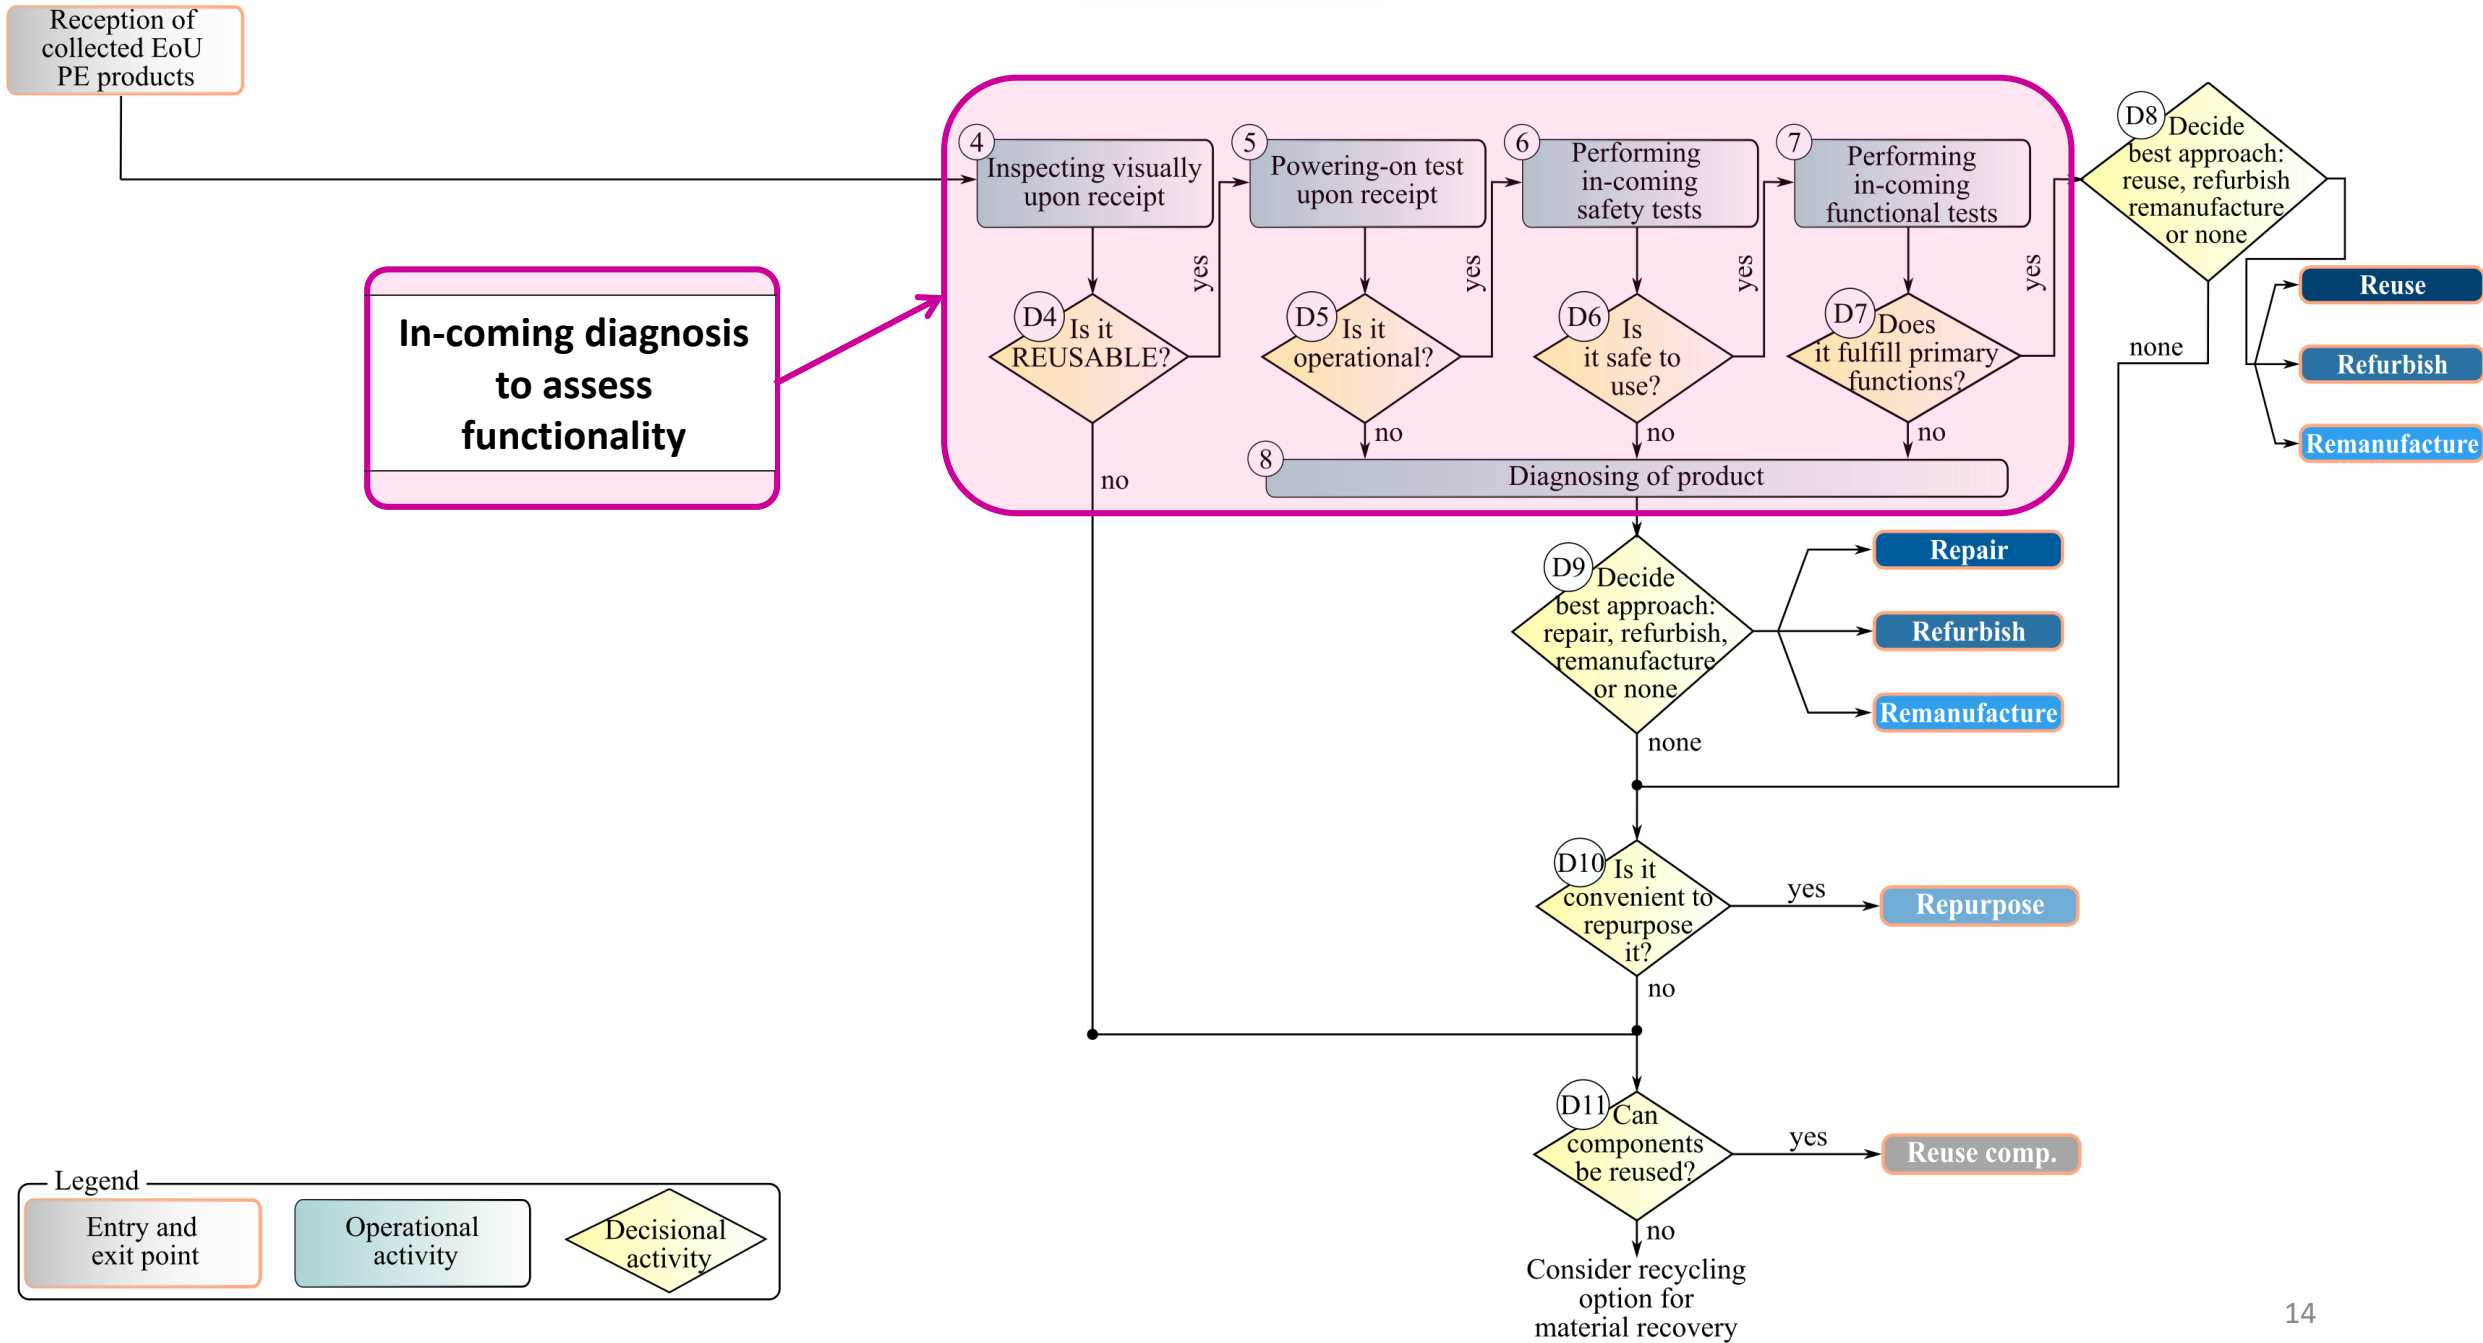 Reception of
collected EoU
PE products
4
Inspecting visually
upon receipt
5
Powering-on test
upon receipt
6
Performing
in-coming
safety tests
7
Performing
in-coming
functional tests
D8
Decide
best approach:
reuse, refurbish
remanufacture
or none
yes
yes
yes
yes
none
Reuse
Refurbish
Remanufacture
In-coming diagnosis
to assess
functionality
D4
Is it
REUSABLE?
D5
Is it
operational?
D6
Is
it safe to
use?
D7
Does
it fulfill primary
functions?
no
no
no
no
8
Diagnosing of product
D9
Decide
best approach:
repair, refurbish,
remanufacture
or none
Repair
Refurbish
Remanufacture
none
D10
Is it
convenient to
repurpose
it?
yes
Repurpose
no
D11
Can
components
be reused?
yes
Reuse comp.
no
Consider recycling
option for
material recovery
Legend
Entry and
exit point
Operational
activity
Decisional
activity
14